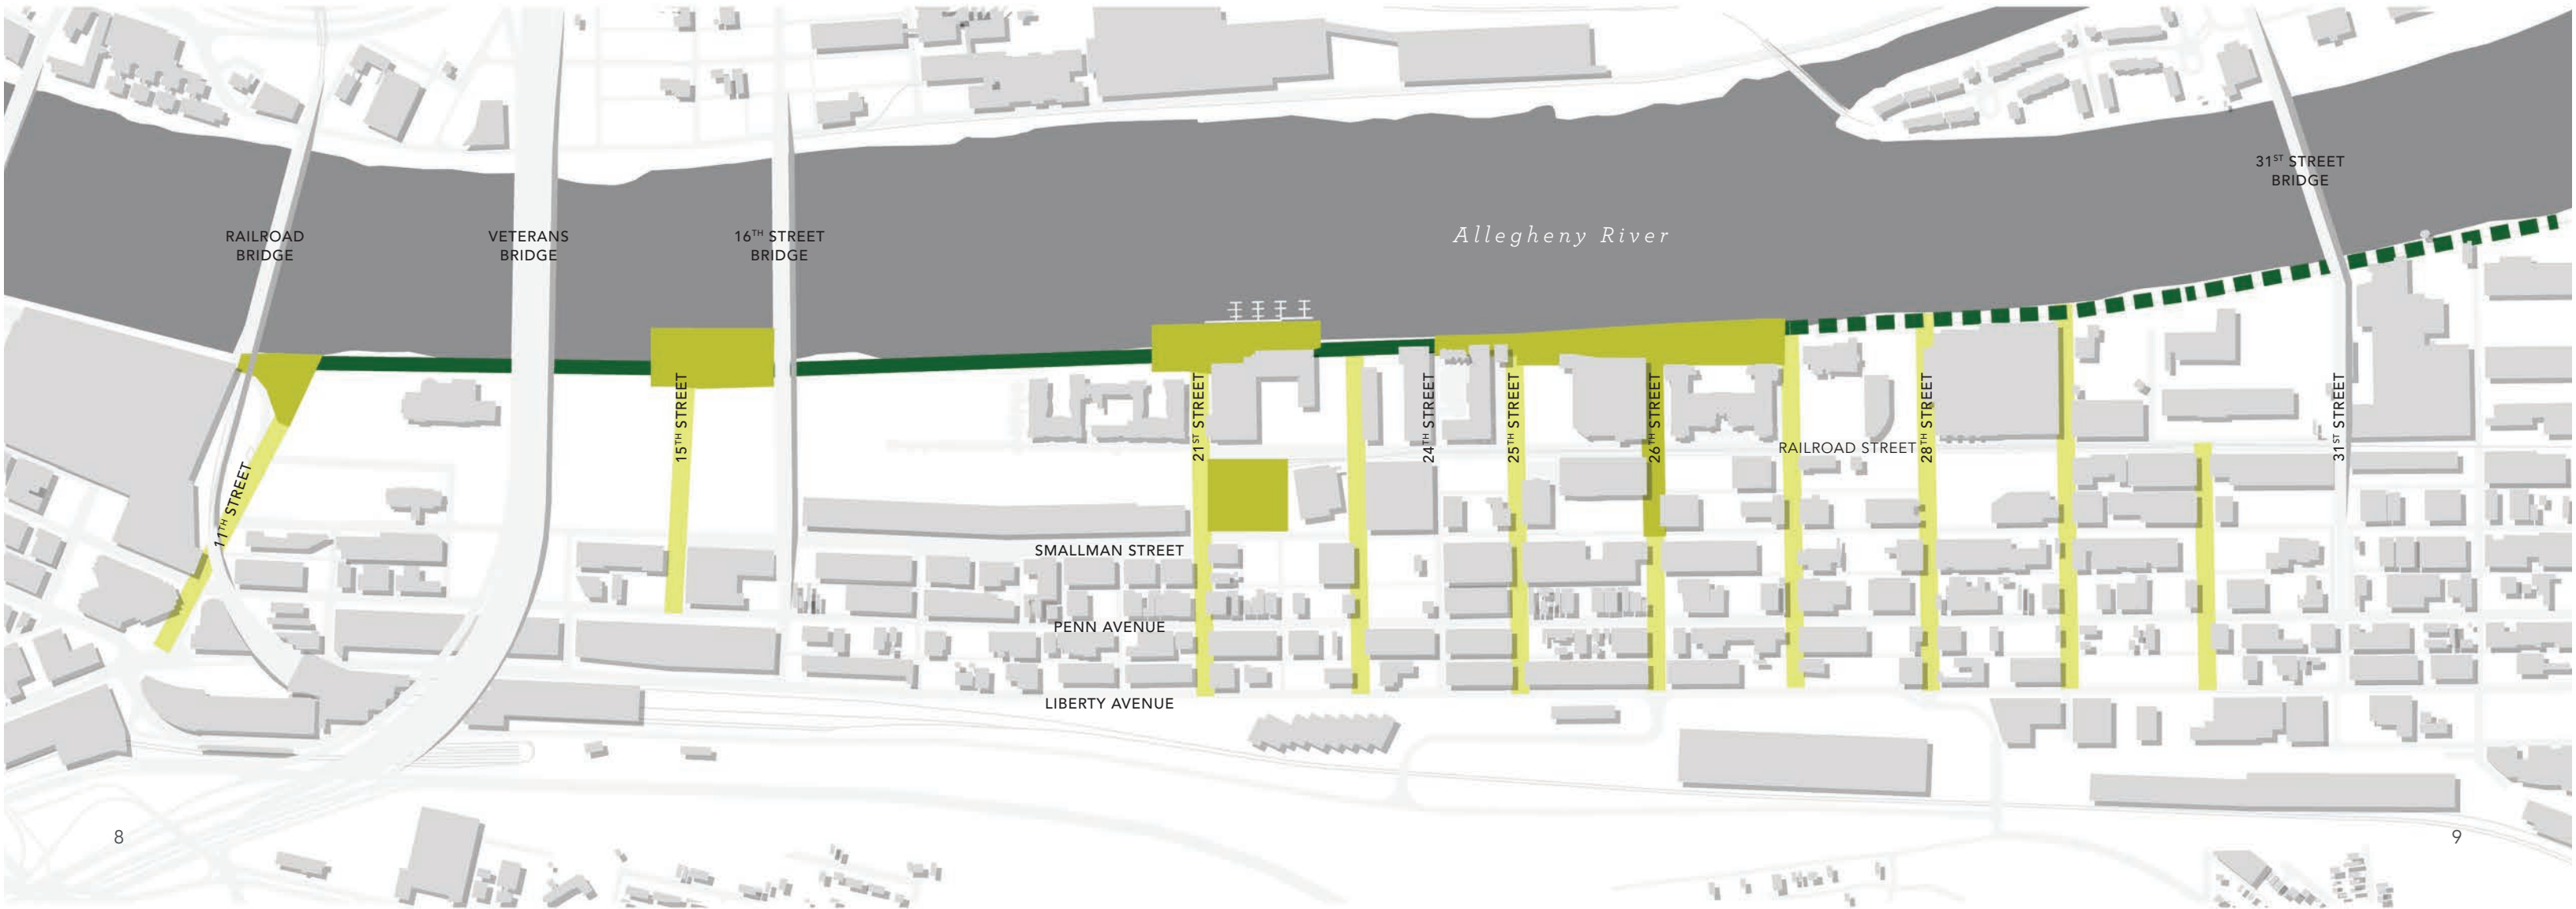 31ST STREET
BRIDGE
RAILROAD
BRIDGE
VETERANS
BRIDGE
16TH STREET
BRIDGE
Allegheny River
11TH STREET
15TH STREET
21ST STREET
24TH STREET
25TH STREET
26TH STREET
RAILROAD STREET
28TH STREET
31ST STREET
SMALLMAN STREET
PENN AVENUE
LIBERTY AVENUE
8
9